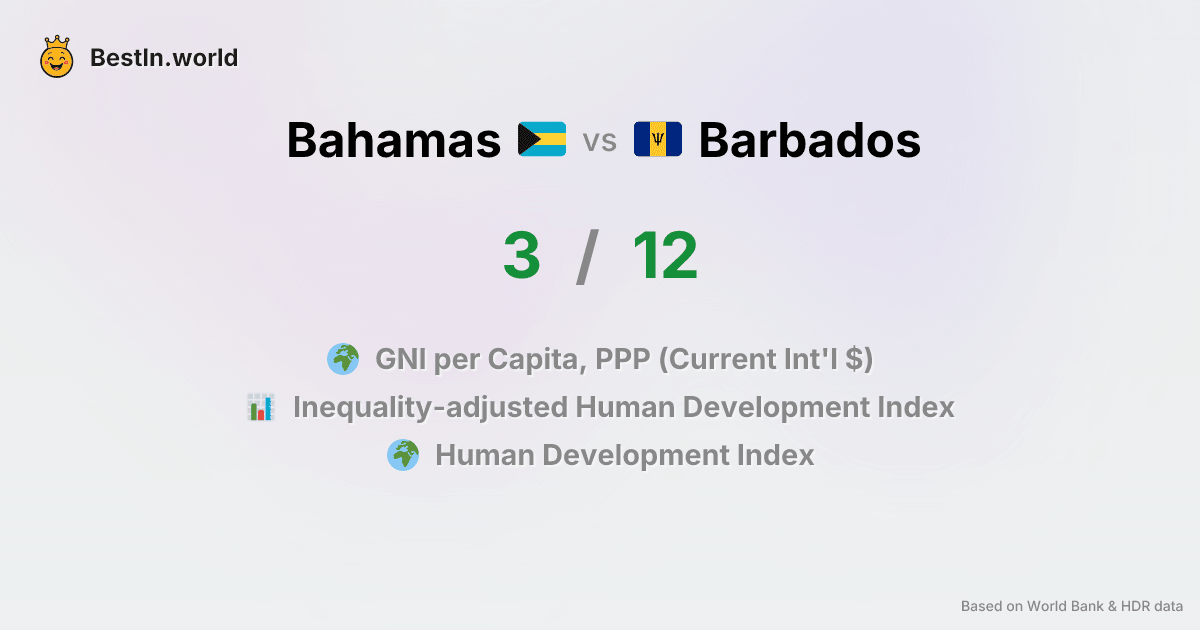 BestIn.world
Bahamas vs Barbados
3 / 12
GNI per Capita, PPP (Current Int'l $)
Inequality-adjusted Human Development Index
Human Development Index
Based on World Bank & HDR data